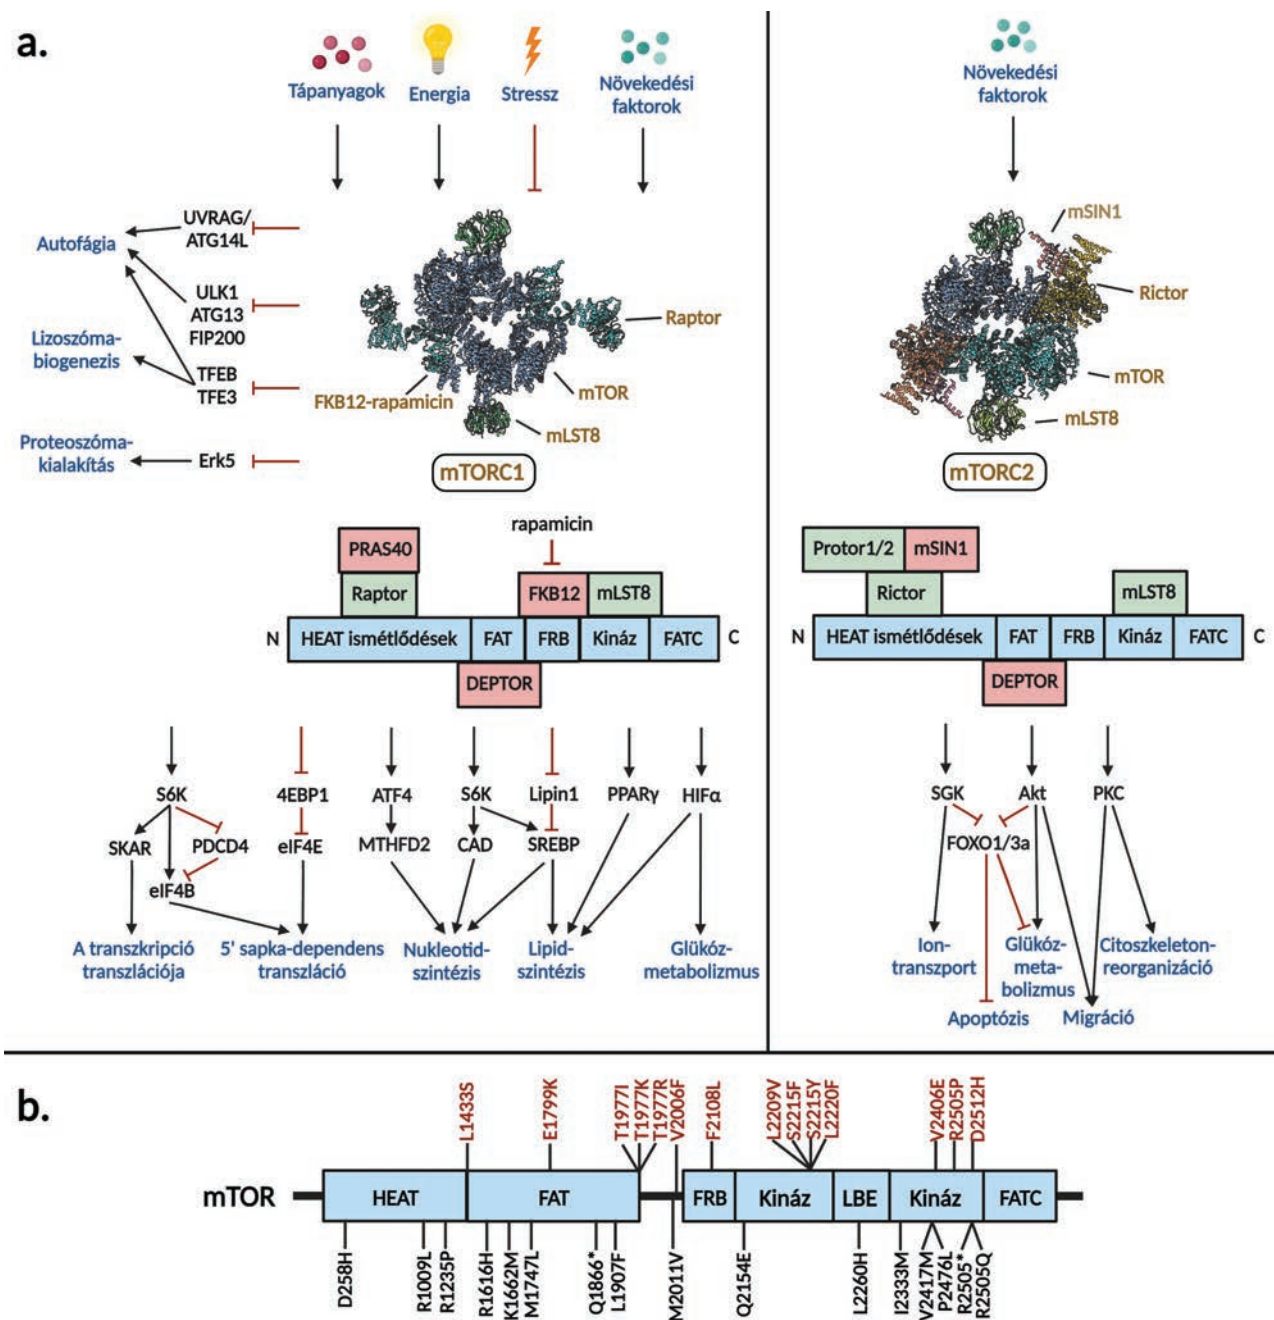 a.
Tápanyagok
Energia
Stressz
Növekedési
faktorok
UVRAG/
ATG14L
Autofágia
ULK1
ATG13
FIP200
Lizoszóma-
biogenezis
TFEB
TFE3
Proteoszóma-
kialakítás
Erk5
Raptor
FKB12-rapamicin
mTOR
mLST8
mTORC1
rapamicin
PRAS40
Raptor
FKB12
mLST8
N
HEAT ismétlődések
FAT
FRB
Kináz
FATC
C
DEPTOR
S6K
4EBP1
ATF4
S6K
Lipin1
PPARγ
HIFα
SKAR
PDCD4
eIF4E
MTHFD2
CAD
SREBP
eIF4B
A transzkripció
transzlációja
5' sapka-dependens
transzláció
Nukleotid-
szintézis
Lipid-
szintézis
Glükóz-
metabolizmus
Növekedési
faktorok
mSIN1
Rictor
mTOR
mLST8
mTORC2
Protor1/2
mSIN1
Rictor
mLST8
N
HEAT ismétlődések
FAT
FRB
Kináz
FATC
C
DEPTOR
SGK
Akt
PKC
FOXO1/3a
Ion-
transzport
Glükóz-
meta-
bolizmus
Citoszkeleton-
reorganizáció
Apoptózis
Migráció
b.
L1433S
E1799K
T1977I
T1977K
T1977R
V2006F
F2108L
L2209V
S2215F
S2215Y
L2220F
V2406E
R2505P
D2512H
mTOR
HEAT
FAT
FRB
Kináz
LBE
Kináz
FATC
D258H
R1009L
R1235P
R1616H
K1662M
M1747L
Q1866*
L1907F
M2011V
Q2154E
L2260H
I2333M
V2417M
P2476L
R2505*
R2505Q